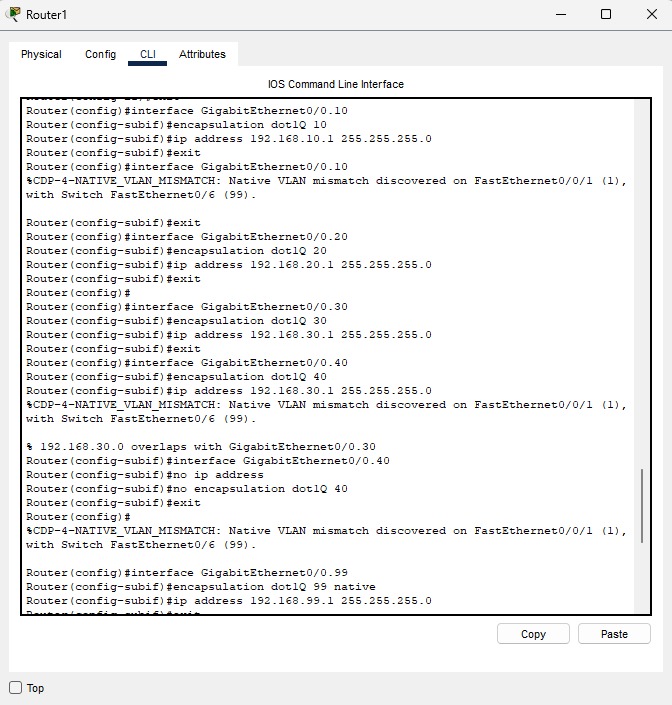 Router1
Physical Config CLI Attributes
IOS Command Line Interface
Router(config)#interface GigabitEthernet0/0.10
Router(config-subif)#encapsulation dot1Q 10
Router(config-subif)#ip address 192.168.10.1 255.255.255.0
Router(config-subif)#exit
Router(config)#interface GigabitEthernet0/0.10
%CDP-4-NATIVE_VLAN_MISMATCH: Native VLAN mismatch discovered on FastEthernet0/0/1 (1),
with Switch FastEthernet0/6 (99).
Router(config-subif)#exit
Router(config)#interface GigabitEthernet0/0.20
Router(config-subif)#encapsulation dot1Q 20
Router(config-subif)#ip address 192.168.20.1 255.255.255.0
Router(config-subif)#exit
Router(config)#
Router(config)#interface GigabitEthernet0/0.30
Router(config-subif)#encapsulation dot1Q 30
Router(config-subif)#ip address 192.168.30.1 255.255.255.0
Router(config-subif)#exit
Router(config)#interface GigabitEthernet0/0.40
Router(config-subif)#encapsulation dot1Q 40
Router(config-subif)#ip address 192.168.30.1 255.255.255.0
%CDP-4-NATIVE_VLAN_MISMATCH: Native VLAN mismatch discovered on FastEthernet0/0/1 (1),
with Switch FastEthernet0/6 (99).
% 192.168.30.0 overlaps with GigabitEthernet0/0.30
Router(config-subif)#interface GigabitEthernet0/0.40
Router(config-subif)#no ip address
Router(config-subif)#no encapsulation dot1Q 40
Router(config-subif)#exit
Router(config)#
%CDP-4-NATIVE_VLAN_MISMATCH: Native VLAN mismatch discovered on FastEthernet0/0/1 (1),
with Switch FastEthernet0/6 (99).
Router(config)#interface GigabitEthernet0/0.99
Router(config-subif)#encapsulation dot1Q 99 native
Router(config-subif)#ip address 192.168.99.1 255.255.255.0
Copy Paste
Top